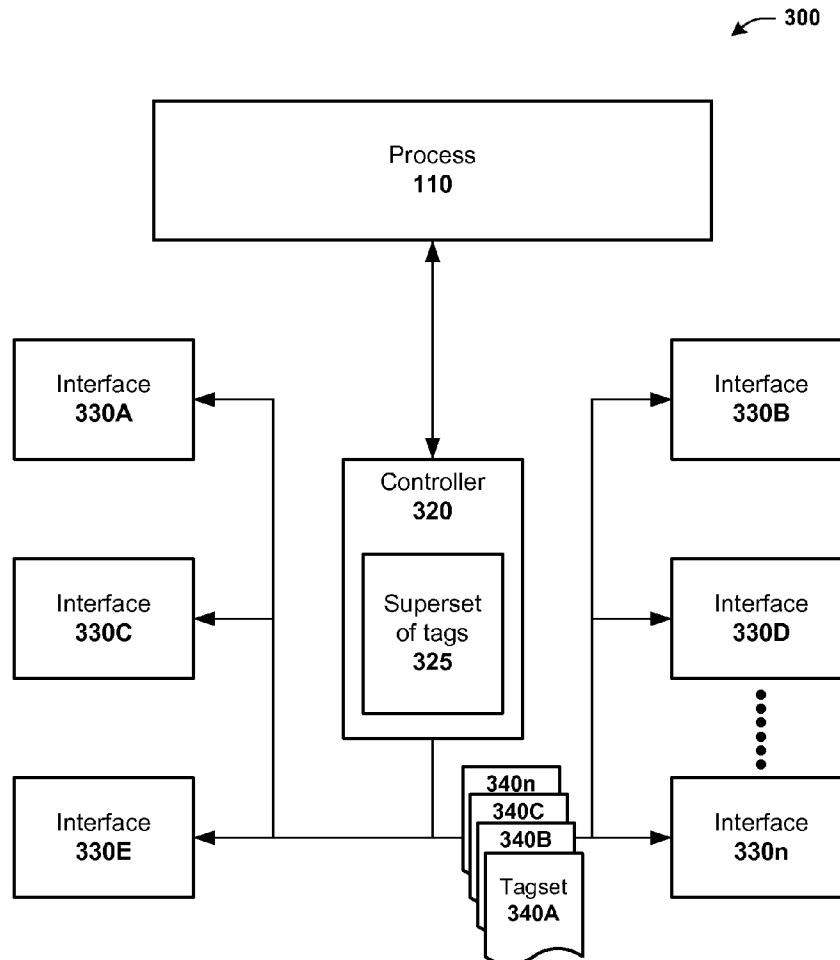 300
Process
110
Interface
330A
Interface
330B
Controller
320
Superset
of tags
325
Interface
330C
Interface
330D
Interface
330E
340n
340C
340B
Tagset
340A
Interface
330n